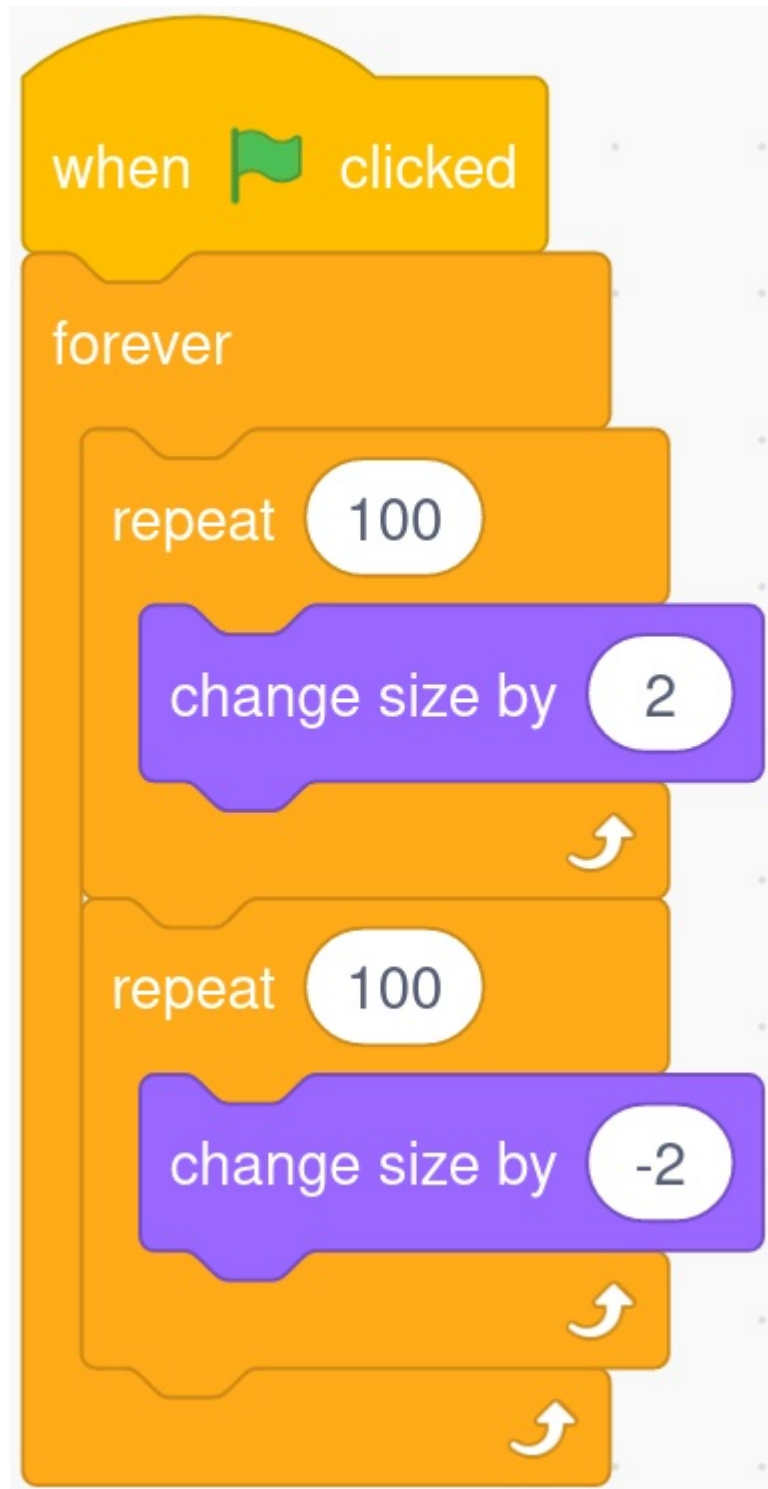 when clicked
forever
repeat 100
change size by 2
repeat 100
change size by -2